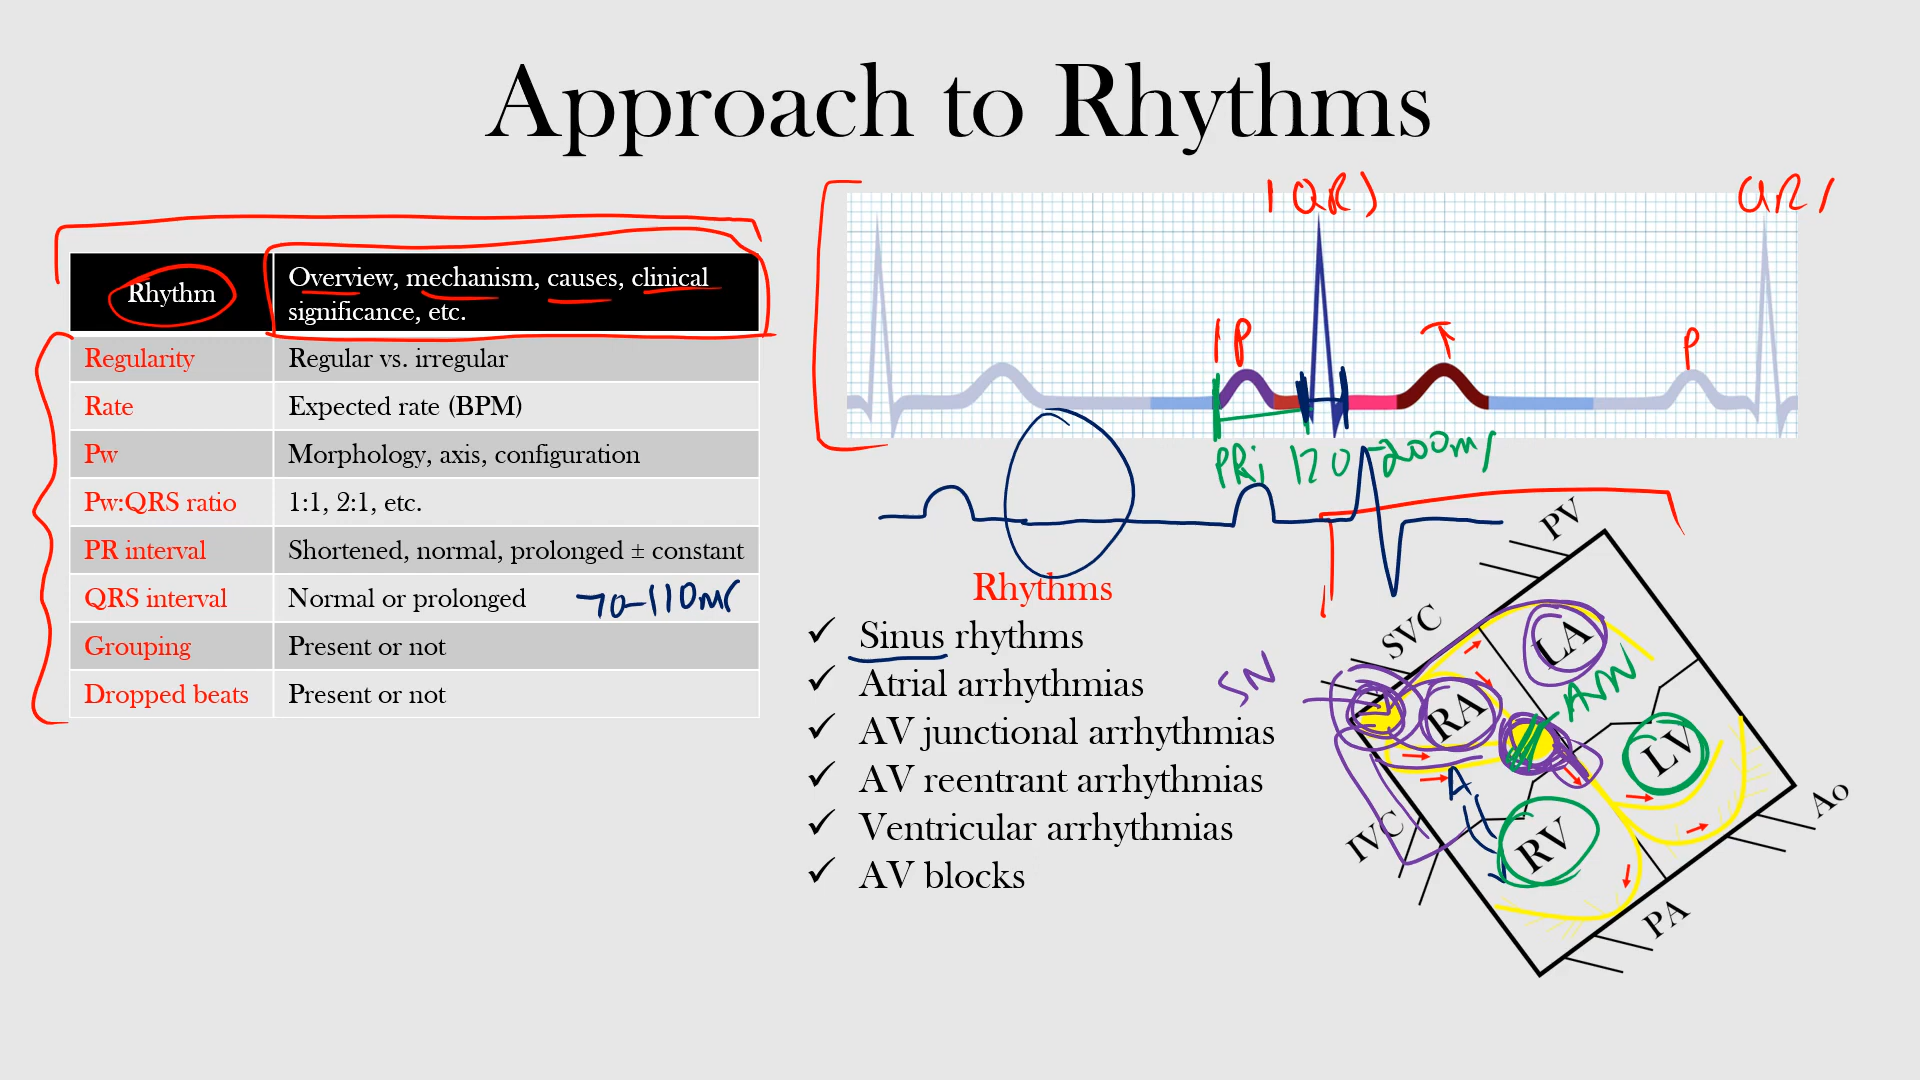 Approach to Rhythms
Rhythm Overview, mechanism, causes, clinical
significance, etc.
Regularity Regular vs. irregular
Rate Expected rate (BPM)
Pw Morphology, axis, configuration
Pw:QRS ratio 1:1, 2:1, etc.
PR interval Shortened, normal, prolonged ± constant
QRS interval Normal or prolonged 70-110ms
Grouping Present or not
Dropped beats Present or not
1 QRS
QRS
1 P
T
P
PRi 120-200ms
Rhythms
✓ Sinus rhythms
✓ Atrial arrhythmias
✓ AV junctional arrhythmias
✓ AV reentrant arrhythmias
✓ Ventricular arrhythmias
✓ AV blocks
PV
SVC
LA
SN
RA
AVN
LV
A
Ao
IVC
RV
PA